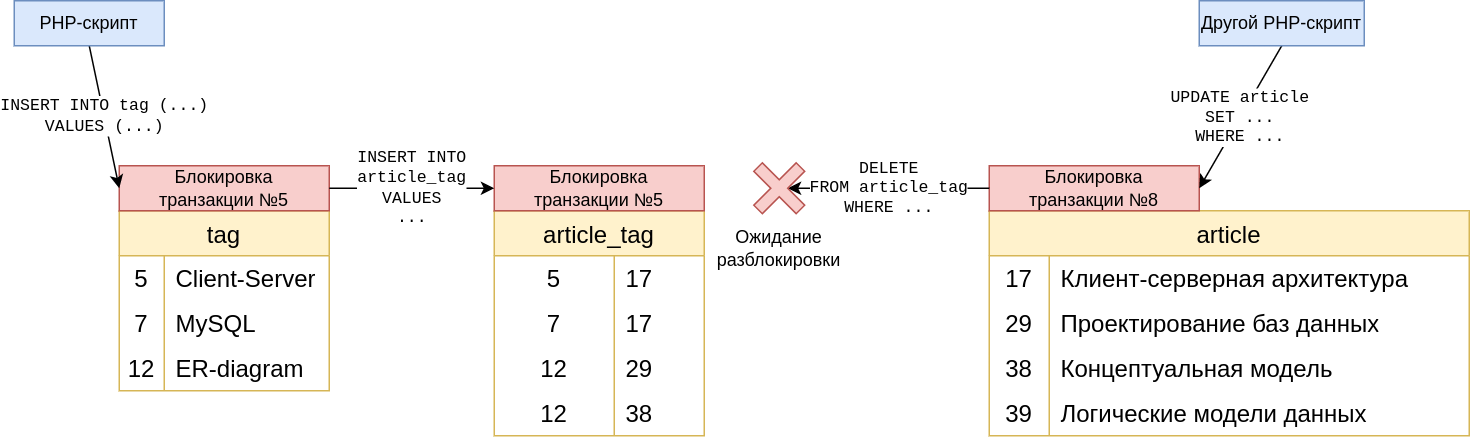 PHP-скрипт
Другой PHP-скрипт
INSERT INTO tag (...)
VALUES (...)
UPDATE article
SET ...
WHERE ...
INSERT INTO
article_tag
VALUES
...
DELETE
FROM article_tag
WHERE ...
Блокировка
транзакции №5
Блокировка
транзакции №5
Ожидание
разблокировки
Блокировка
транзакции №8
tag
5 Client-Server
7 MySQL
12 ER-diagram
article_tag
5 17
7 17
12 29
12 38
article
17 Клиент-серверная архитектура
29 Проектирование баз данных
38 Концептуальная модель
39 Логические модели данных